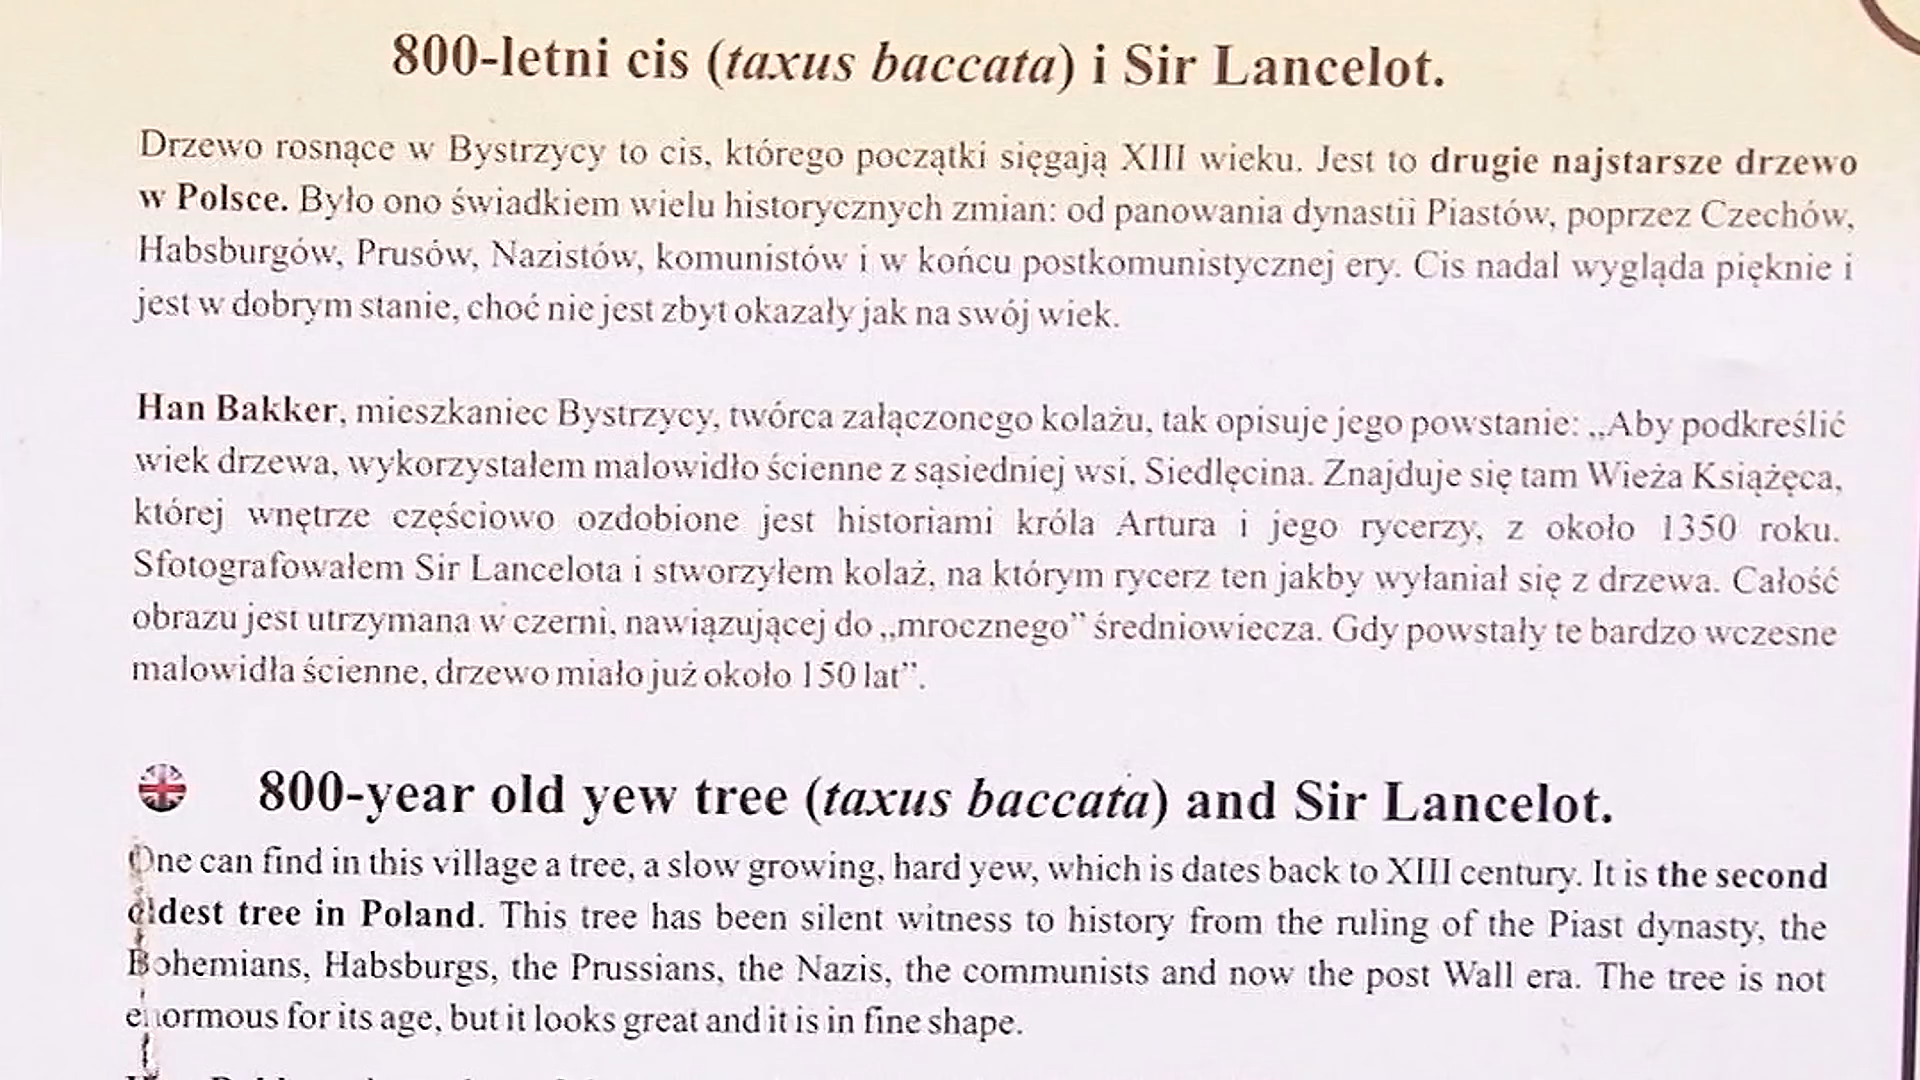 800-letni cis (taxus baccata) i Sir Lancelot.
Drzewo rosnące w Bystrzycy to cis, którego początki sięgają XIII wieku. Jest to drugie najstarsze drzewo
w Polsce. Było ono świadkiem wielu historycznych zmian: od panowania dynastii Piastów, poprzez Czechów,
Habsburgów, Prusów, Nazistów, komunistów i w końcu postkomunistycznej ery. Cis nadal wygląda pięknie i
jest w dobrym stanie, choć nie jest zbyt okazały jak na swój wiek.
Han Bakker, mieszkaniec Bystrzycy, twórca załączonego kolażu, tak opisuje jego powstanie: „Aby podkreślić
wiek drzewa, wykorzystałem malowidło ścienne z sąsiedniej wsi, Siedlęcina. Znajduje się tam Wieża Książęca,
której wnętrze częściowo ozdobione jest historiami króla Artura i jego rycerzy, z około 1350 roku.
Sfotografowałem Sir Lancelota i stworzyłem kolaż, na którym rycerz ten jakby wyłaniał się z drzewa. Całość
obrazu jest utrzymana w czerni, nawiązującej do „mrocznego” średniowiecza. Gdy powstały te bardzo wczesne
malowidła ścienne, drzewo miało już około 150 lat”.
800-year old yew tree (taxus baccata) and Sir Lancelot.
One can find in this village a tree, a slow growing, hard yew, which is dates back to XIII century. It is the second
oldest tree in Poland. This tree has been silent witness to history from the ruling of the Piast dynasty, the
Bohemians, Habsburgs, the Prussians, the Nazis, the communists and now the post Wall era. The tree is not
enormous for its age, but it looks great and it is in fine shape.